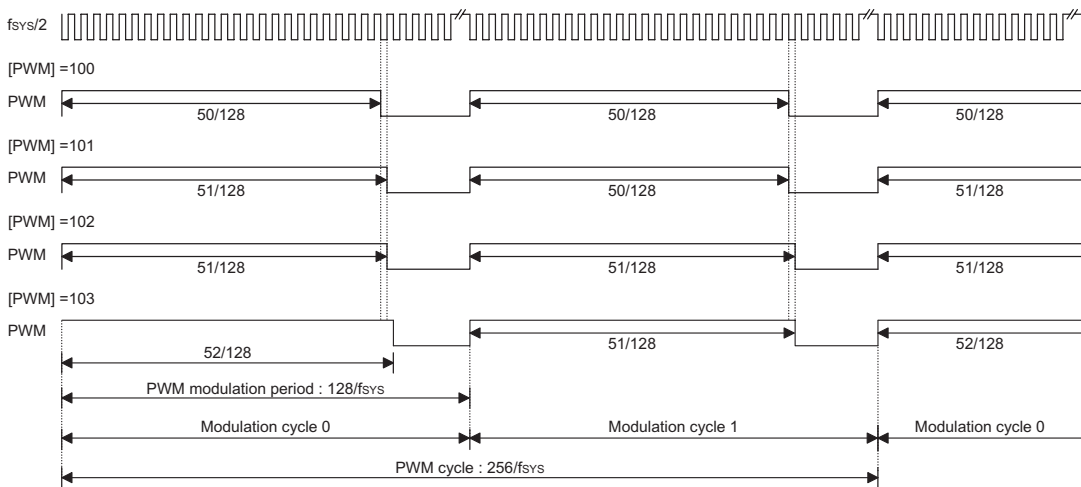 fSYS/2
[PWM] =100
PWM
50/128 50/128 50/128
[PWM] =101
PWM
51/128 50/128 51/128
[PWM] =102
PWM
51/128 51/128 51/128
[PWM] =103
PWM
52/128 51/128 52/128
PWM modulation period : 128/fSYS
Modulation cycle 0 Modulation cycle 1 Modulation cycle 0
PWM cycle : 256/fSYS